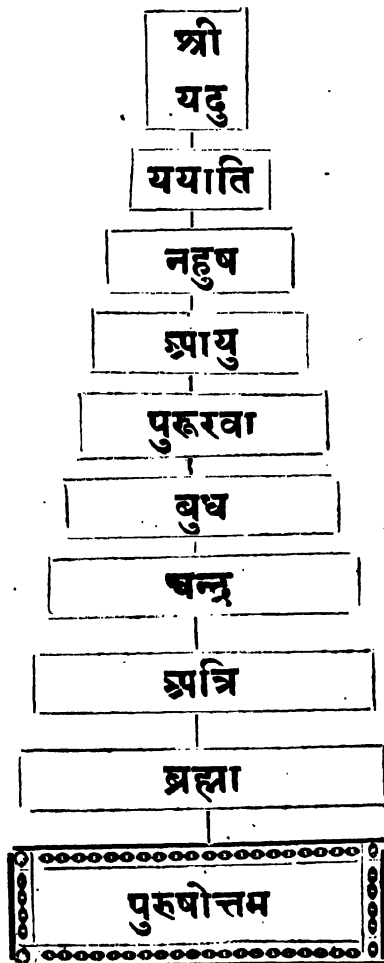 श्री
यदु
ययाति
नहुष
आयु
पुरूरवा
बुध
चन्द्र
अत्रि
ब्रह्मा
पुरुषोत्तम